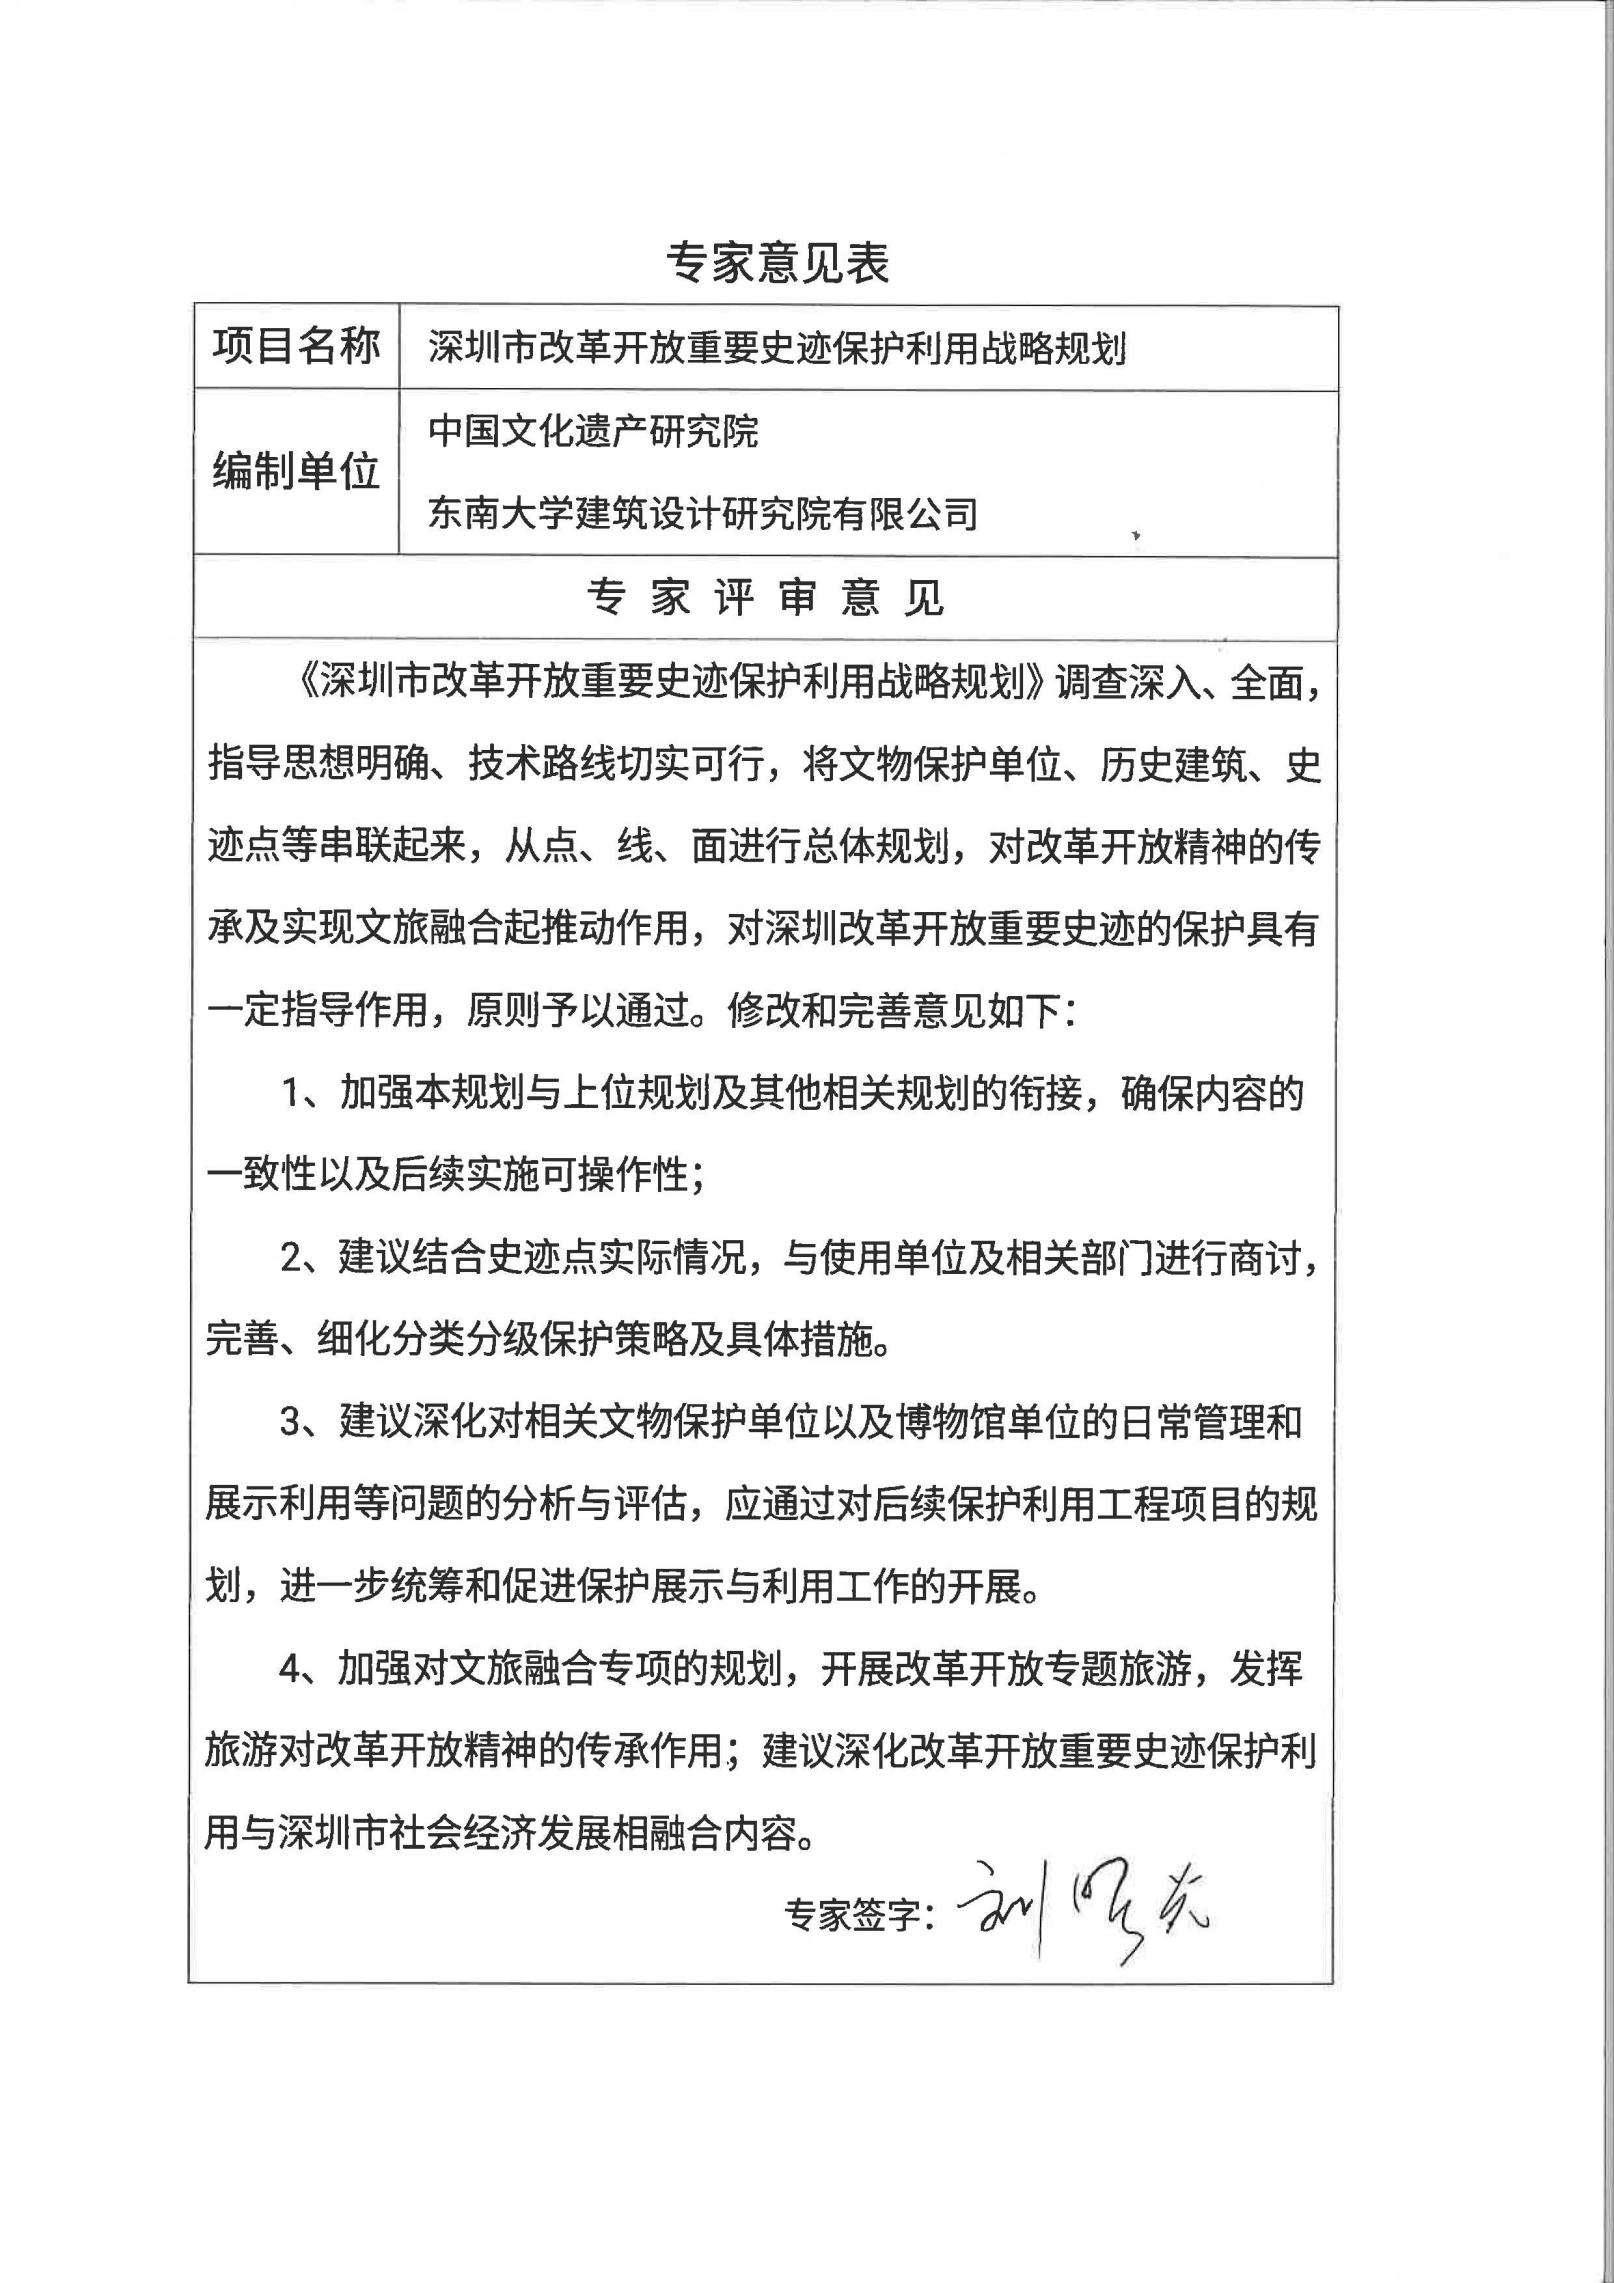 专家意见表
项目名称 深圳市改革开放重要史迹保护利用战略规划
编制单位
中国文化遗产研究院
东南大学建筑设计研究院有限公司
专家评审意见
《深圳市改革开放重要史迹保护利用战略规划》调查深入、全面，
指导思想明确、技术路线切实可行，将文物保护单位、历史建筑、史
迹点等串联起来，从点、线、面进行总体规划，对改革开放精神的传
承及实现文旅融合起推动作用，对深圳改革开放重要史迹的保护具有
一定指导作用，原则予以通过。修改和完善意见如下：
1、加强本规划与上位规划及其他相关规划的衔接，确保内容的
一致性以及后续实施可操作性；
2、建议结合史迹点实际情况，与使用单位及相关部门进行商讨，
完善、细化分类分级保护策略及具体措施。
3、建议深化对相关文物保护单位以及博物馆单位的日常管理和
展示利用等问题的分析与评估，应通过对后续保护利用工程项目的规
划，进一步统筹和促进保护展示与利用工作的开展。
4、加强对文旅融合专项的规划，开展改革开放专题旅游，发挥
旅游对改革开放精神的传承作用；建议深化改革开放重要史迹保护利
用与深圳市社会经济发展相融合内容。
专家签字：刘